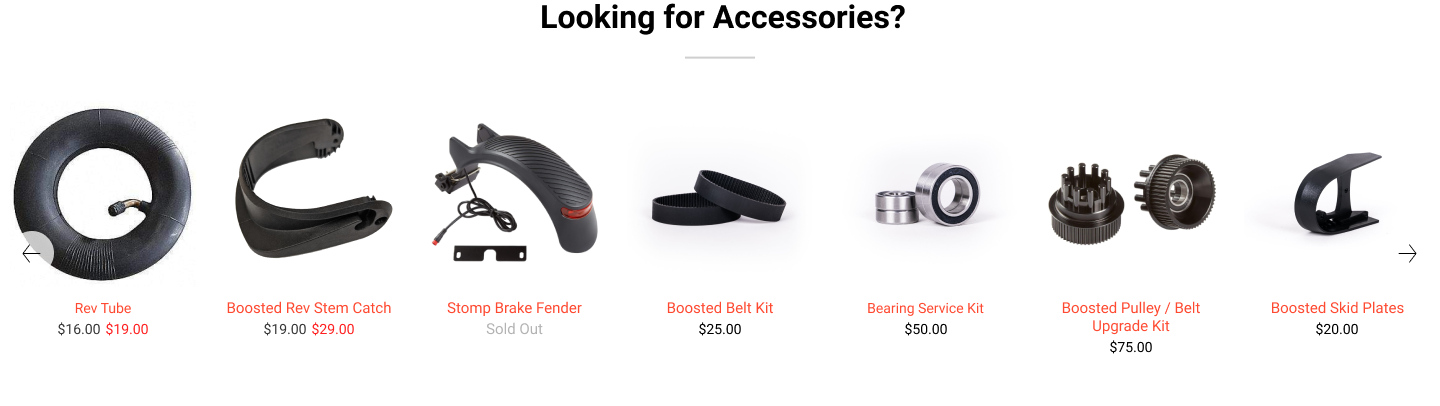 Looking for Accessories?
Rev Tube
$16.00 $19.00
Boosted Rev Stem Catch
$19.00 $29.00
Stomp Brake Fender
Sold Out
Boosted Belt Kit
$25.00
Bearing Service Kit
$50.00
Boosted Pulley / Belt
Upgrade Kit
$75.00
Boosted Skid Plates
$20.00